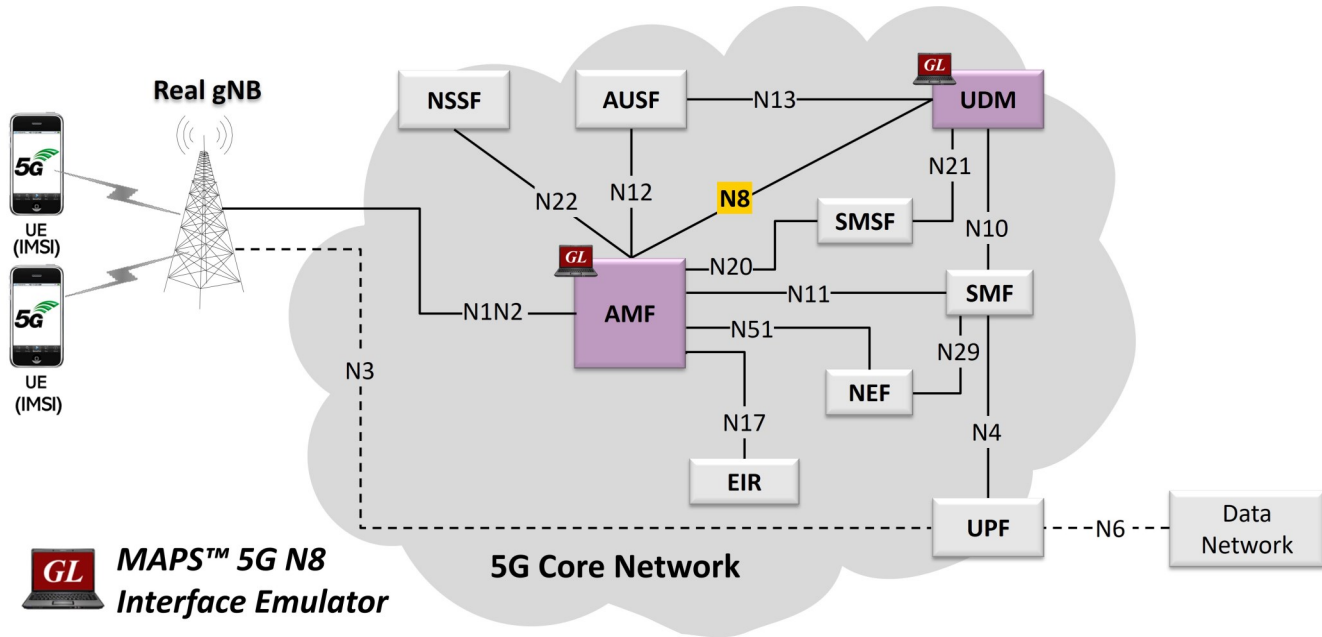 Real gNB
5G
UE
(IMSI)
5G
UE
(IMSI)
NSSF
AUSF
N13
GL
UDM
N22
N12
N8
N21
SMSF
N10
GL
AMF
N20
N11
SMF
N1N2
N51
N29
N3
NEF
N17
N4
EIR
UPF
N6
Data
Network
5G Core Network
GL
MAPS™ 5G N8
Interface Emulator